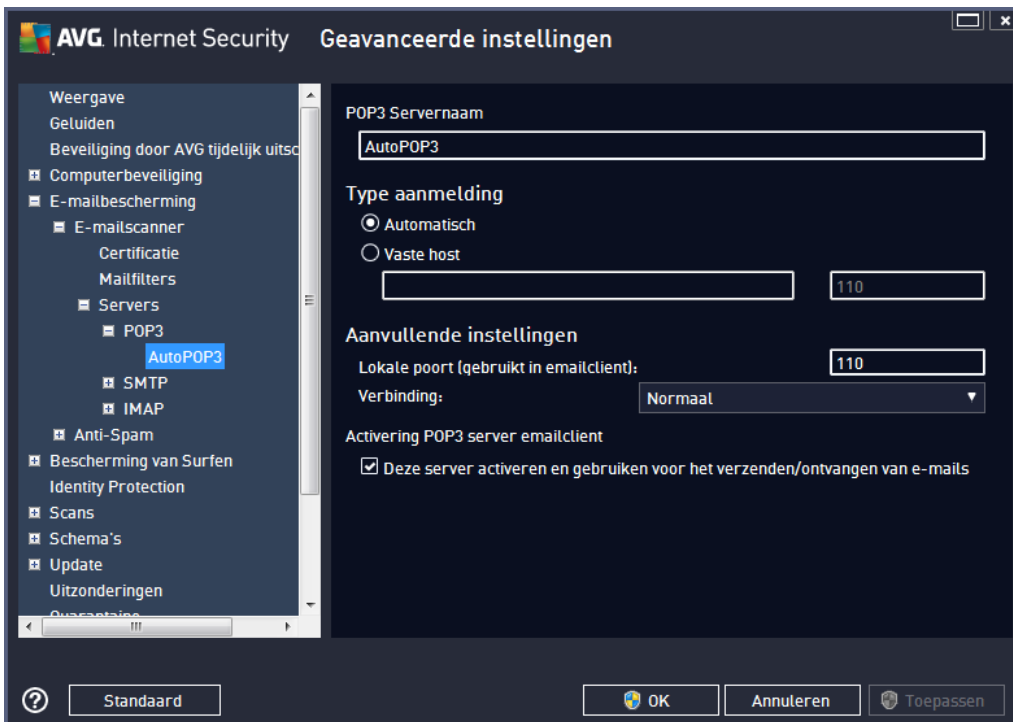 AVG. Internet Security Geavanceerde instellingen
Weergave
Geluiden
Beveiliging door AVG tijdelijk uitsc
Computerbeveiliging
E-mailbescherming
E-mailscanner
Certificatie
Mailfilters
Servers
POP3
AutoPOP3
SMTP
IMAP
Anti-Spam
Bescherming van Surfen
Identity Protection
Scans
Schema's
Update
Uitzonderingen
Quarantaine
POP3 Servernaam
AutoPOP3
Type aanmelding
Automatisch
Vaste host
110
Aanvullende instellingen
Lokale poort (gebruikt in emailclient): 110
Verbinding: Normaal
Activering POP3 server emailclient
Deze server activeren en gebruiken voor het verzenden/ontvangen van e-mails
Standaard OK Annuleren Toepassen